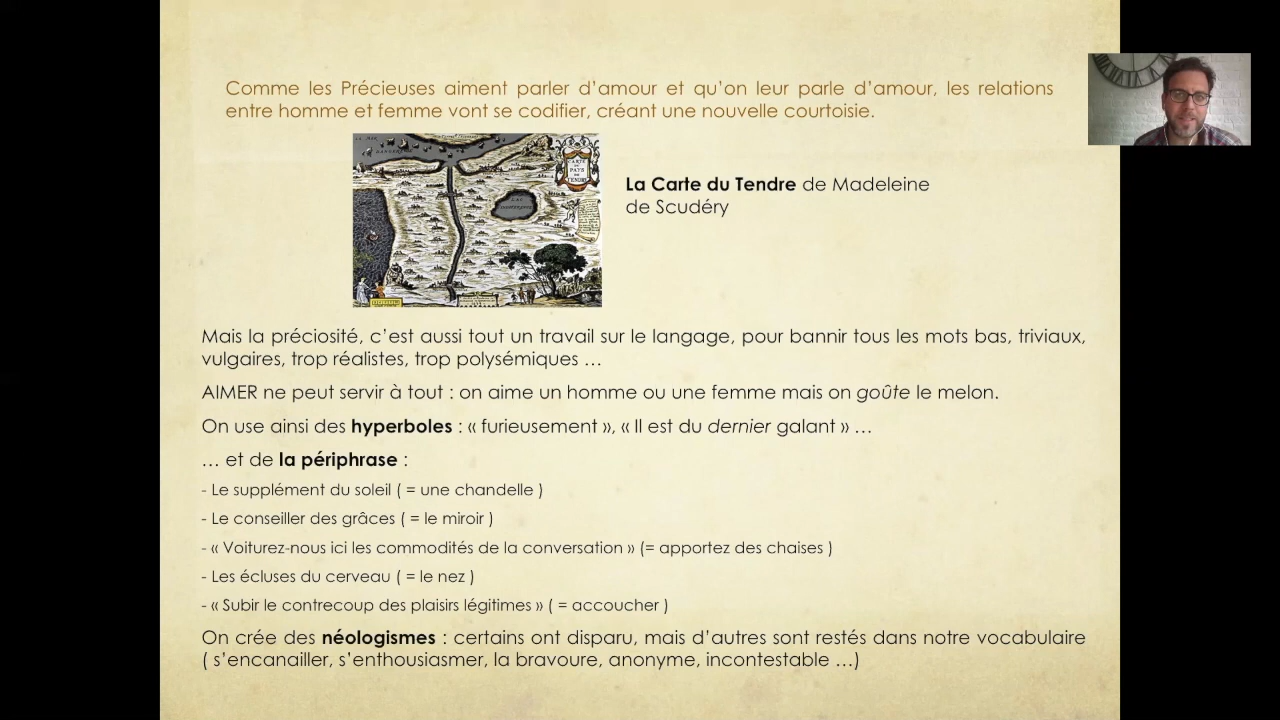 Comme les Précieuses aiment parler d'amour et qu'on leur parle d'amour, les relations
entre homme et femme vont se codifier, créant une nouvelle courtoisie.
La Carte du Tendre de Madeleine
de Scudéry
Mais la préciosité, c'est aussi tout un travail sur le langage, pour bannir tous les mots bas, triviaux,
vulgaires, trop réalistes, trop polysémiques …
AIMER ne peut servir à tout : on aime un homme ou une femme mais on goûte le melon.
On use ainsi des hyperboles : « furieusement », « Il est du dernier galant » …
… et de la périphrase :
- Le supplément du soleil ( = une chandelle )
- Le conseiller des grâces ( = le miroir )
- « Voiturez-nous ici les commodités de la conversation » (= apportez des chaises )
- Les écluses du cerveau ( = le nez )
- « Subir le contrecoup des plaisirs légitimes » ( = accoucher )
On crée des néologismes : certains ont disparu, mais d'autres sont restés dans notre vocabulaire
( s'encanailler, s'enthousiasmer, la bravoure, anonyme, incontestable …)